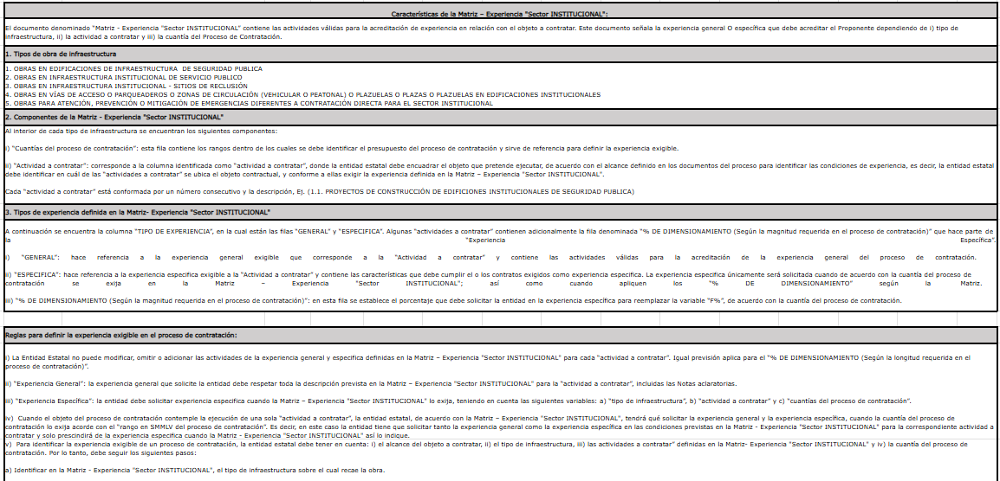 Características de la Matriz – Experiencia "Sector INSTITUCIONAL":
El documento denominado "Matriz - Experiencia "Sector INSTITUCIONAL" contiene las actividades válidas para la acreditación de experiencia en relación con el objeto a contratar. Este documento señala la experiencia general O específica que debe acreditar el Proponente dependiendo de i) tipo de
infraestructura, ii) la actividad a contratar y iii) la cuantía del Proceso de Contratación.
1. Tipos de obra de infraestructura
1. OBRAS EN EDIFICACIONES DE INFRAESTRUCTURA DE SEGURIDAD PUBLICA
2. OBRAS EN INFRAESTRUCTURA INSTITUCIONAL DE SERVICIO PUBLICO
3. OBRAS EN INFRAESTRUCTURA INSTITUCIONAL - SITIOS DE RECLUSIÓN
4. OBRAS EN VÍAS DE ACCESO O PARQUEADEROS O ZONAS DE CIRCULACIÓN (VEHICULAR O PEATONAL) O PLAZUELAS O PLAZAS O PLAZUELAS EN EDIFICACIONES INSTITUCIONALES
5. OBRAS PARA ATENCIÓN, PREVENCIÓN O MITIGACIÓN DE EMERGENCIAS DIFERENTES A CONTRATACIÓN DIRECTA PARA EL SECTOR INSTITUCIONAL
2. Componentes de la Matriz - Experiencia "Sector INSTITUCIONAL"
Al interior de cada tipo de infraestructura se encuentran los siguientes componentes:
i) "Cuantías del proceso de contratación": esta fila contiene los rangos dentro de los cuales se debe identificar el presupuesto del proceso de contratación y sirve de referencia para definir la experiencia exigible.
ii) "Actividad a contratar": corresponde a la columna identificada como "actividad a contratar", donde la entidad estatal debe encuadrar el objeto que pretende ejecutar, de acuerdo con el alcance definido en los documentos del proceso para identificar las condiciones de experiencia, es decir, la entidad estatal
debe identificar en cuál de las "actividades a contratar" se ubica el objeto contractual, y conforme a ellas exigir la experiencia definida en la Matriz – Experiencia "Sector INSTITUCIONAL".
Cada "actividad a contratar" está conformada por un número consecutivo y la descripción, Ej. (1.1. PROYECTOS DE CONSTRUCCIÓN DE EDIFICIONES INSTITUCIONALES DE SEGURIDAD PUBLICA)
3. Tipos de experiencia definida en la Matriz- Experiencia "Sector INSTITUCIONAL"
A continuación se encuentra la columna "TIPO DE EXPERIENCIA", en la cual están las filas "GENERAL" y "ESPECIFICA". Algunas "actividades a contratar" contienen adicionalmente la fila denominada "% DE DIMENSIONAMIENTO (Según la magnitud requerida en el proceso de contratación)" que hace parte de
la "Experiencia Específica".
i) "GENERAL": hace referencia a la experiencia general exigible que corresponde a la "Actividad a contratar" y contiene las actividades válidas para la acreditación de la experiencia general del proceso de contratación.
ii) "ESPECIFICA": hace referencia a la experiencia especifica exigible a la "Actividad a contratar" y contiene las características que debe cumplir el o los contratos exigidos como experiencia especifica. La experiencia especifica únicamente será solicitada cuando de acuerdo con la cuantía del proceso de
contratación se exija en la Matriz – Experiencia "Sector INSTITUCIONAL"; así como cuando apliquen los "% DE DIMENSIONAMIENTO" según la Matriz.
iii) "% DE DIMENSIONAMIENTO (Según la magnitud requerida en el proceso de contratación)": en esta fila se establece el porcentaje que debe solicitar la entidad en la experiencia específica para reemplazar la variable "F%", de acuerdo con la cuantía del proceso de contratación.
Reglas para definir la experiencia exigible en el proceso de contratación:
i) La Entidad Estatal no puede modificar, omitir o adicionar las actividades de la experiencia general y especifica definidas en la Matriz – Experiencia "Sector INSTITUCIONAL" para cada "actividad a contratar". Igual previsión aplica para el "% DE DIMENSIONAMIENTO (Según la longitud requerida en el
proceso de contratación)".
ii) "Experiencia General": la experiencia general que solicite la entidad debe respetar toda la descripción prevista en la Matriz – Experiencia "Sector INSTITUCIONAL" para la "actividad a contratar", incluidas las Notas aclaratorias.
iii) "Experiencia Específica": la entidad debe solicitar experiencia especifica cuando la Matriz – Experiencia "Sector INSTITUCIONAL" lo exija, teniendo en cuenta las siguientes variables: a) "tipo de infraestructura", b) "actividad a contratar" y c) "cuantías del proceso de contratación".
iv) Cuando el objeto del proceso de contratación contemple la ejecución de una sola "actividad a contratar", la entidad estatal, de acuerdo con la Matriz – Experiencia "Sector INSTITUCIONAL", tendrá qué solicitar la experiencia general y la experiencia específica, cuando la cuantía del proceso de
contratación lo exija acorde con el "rango en SMMLV del proceso de contratación". Es decir, en este caso la entidad tiene que solicitar tanto la experiencia general como la experiencia específica en las condiciones previstas en la Matriz - Experiencia "Sector INSTITUCIONAL" para la correspondiente actividad a
contratar y solo prescindirá de la experiencia especifica cuando la Matriz - Experiencia "Sector INSTITUCIONAL" así lo indique.
v) Para identificar la experiencia exigible de un proceso de contratación, la entidad estatal debe tener en cuenta: i) el alcance del objeto a contratar, ii) el tipo de infraestructura, iii) las actividades a contratar" definidas en la Matriz- Experiencia "Sector INSTITUCIONAL" y iv) la cuantía del proceso de
contratación. Por lo tanto, debe seguir los siguientes pasos:
a) Identificar en la Matriz - Experiencia "Sector INSTITUCIONAL", el tipo de infraestructura sobre el cual recae la obra.